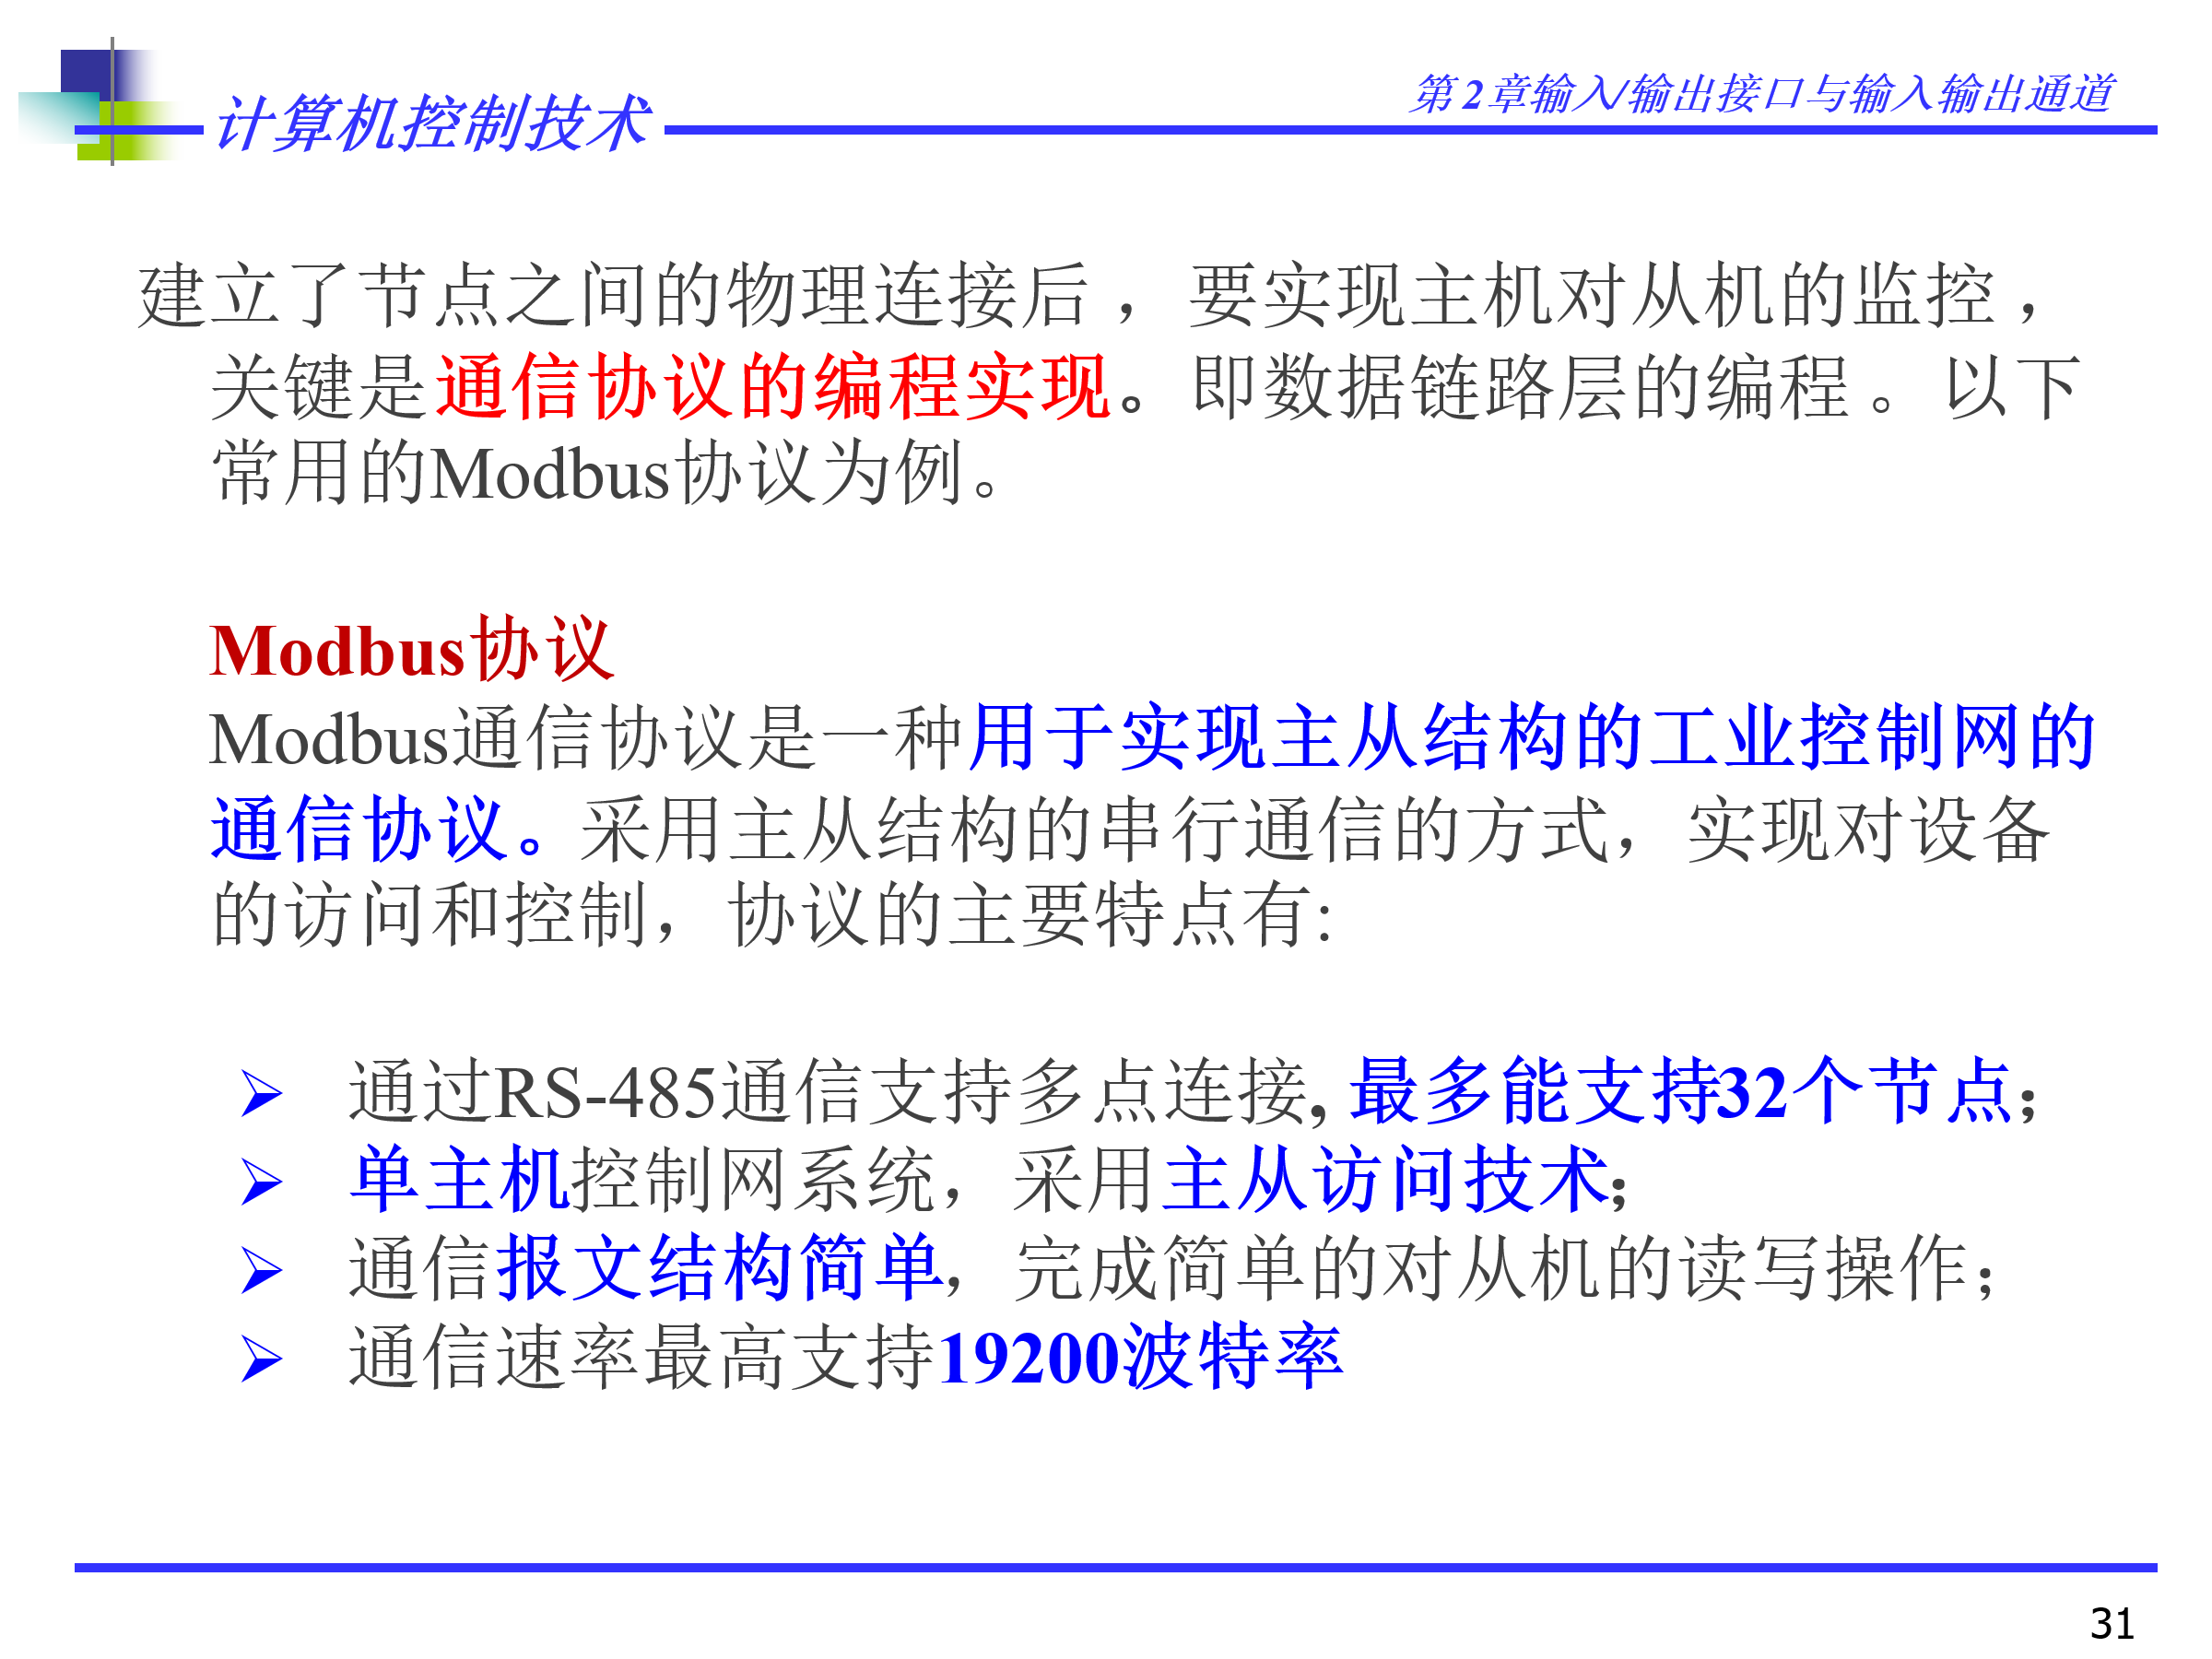 计算机控制技术
第2章输入/输出接口与输入输出通道
建立了节点之间的物理连接后，要实现主机对从机的监控，
关键是通信协议的编程实现。即数据链路层的编程。以下
常用的Modbus协议为例。
Modbus协议
Modbus通信协议是一种用于实现主从结构的工业控制网的
通信协议。采用主从结构的串行通信的方式，实现对设备
的访问和控制，协议的主要特点有:
➢ 通过RS-485通信支持多点连接,最多能支持32个节点；
➢ 单主机控制网系统，采用主从访问技术；
➢ 通信报文结构简单，完成简单的对从机的读写操作；
➢ 通信速率最高支持19200波特率
31